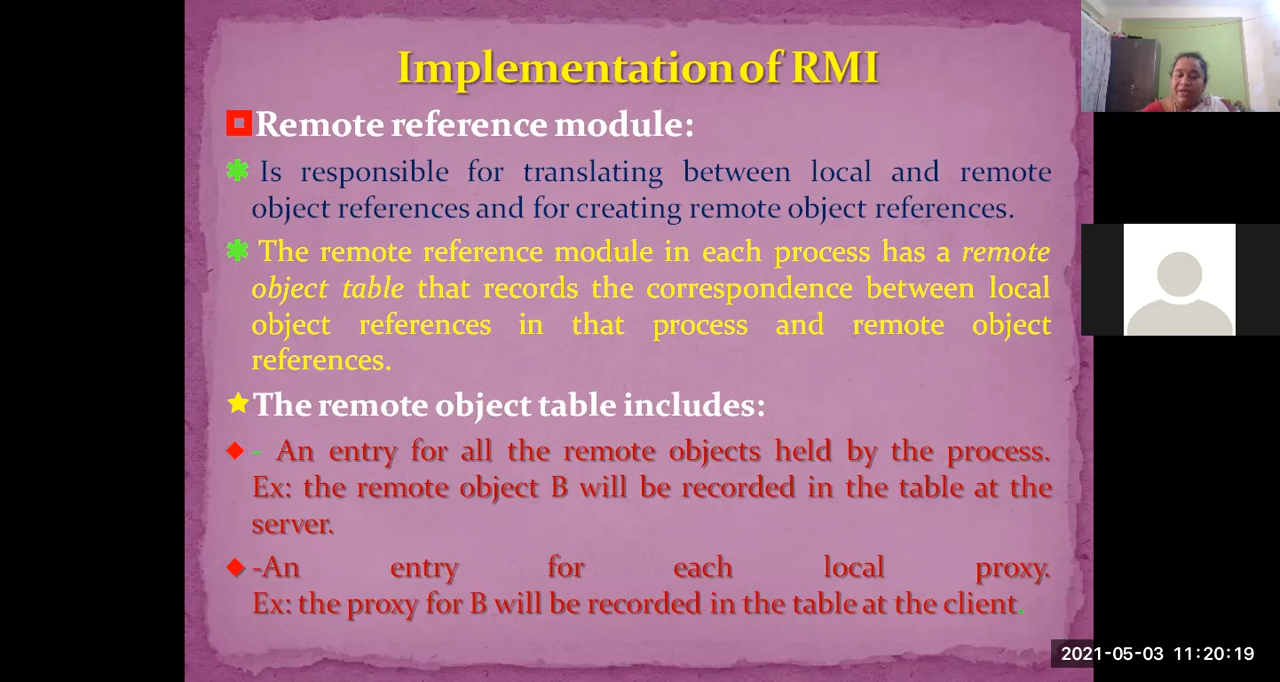 Implementation of RMI
Remote reference module:
Is responsible for translating between local and remote
object references and for creating remote object references.
The remote reference module in each process has a remote
object table that records the correspondence between local
object references in that process and remote object
references.
The remote object table includes:
- An entry for all the remote objects held by the process.
Ex: the remote object B will be recorded in the table at the
server.
-An entry for each local proxy.
Ex: the proxy for B will be recorded in the table at the client.
2021-05-03 11:20:19